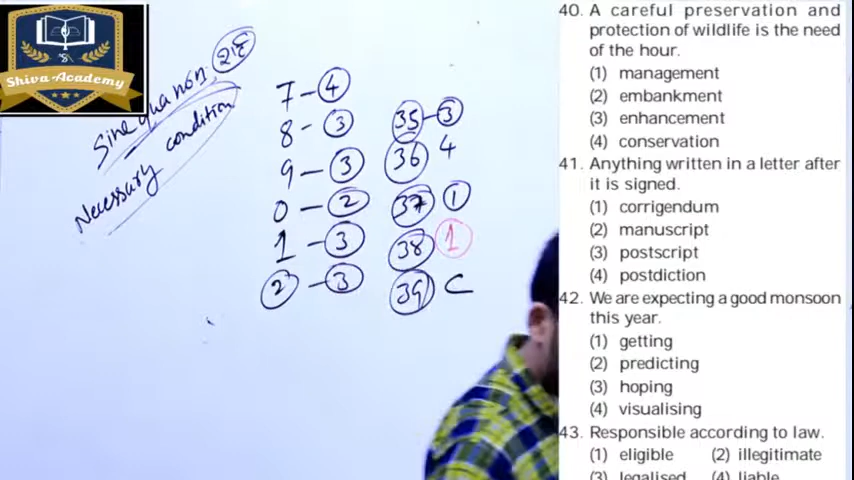 Shiva Academy
Sine qua non
Necessary condition
7 – 4
8 – 3
9 – 3
0 – 2
1 – 3
2 – 3
35 – 3
36 4
37 1
38 1
39 C
40. A careful preservation and
protection of wildlife is the need
of the hour.
(1) management
(2) embankment
(3) enhancement
(4) conservation
41. Anything written in a letter after
it is signed.
(1) corrigendum
(2) manuscript
(3) postscript
(4) postdiction
42. We are expecting a good monsoon
this year.
(1) getting
(2) predicting
(3) hoping
(4) visualising
43. Responsible according to law.
(1) eligible (2) illegitimate
(3) legalised (4) liable